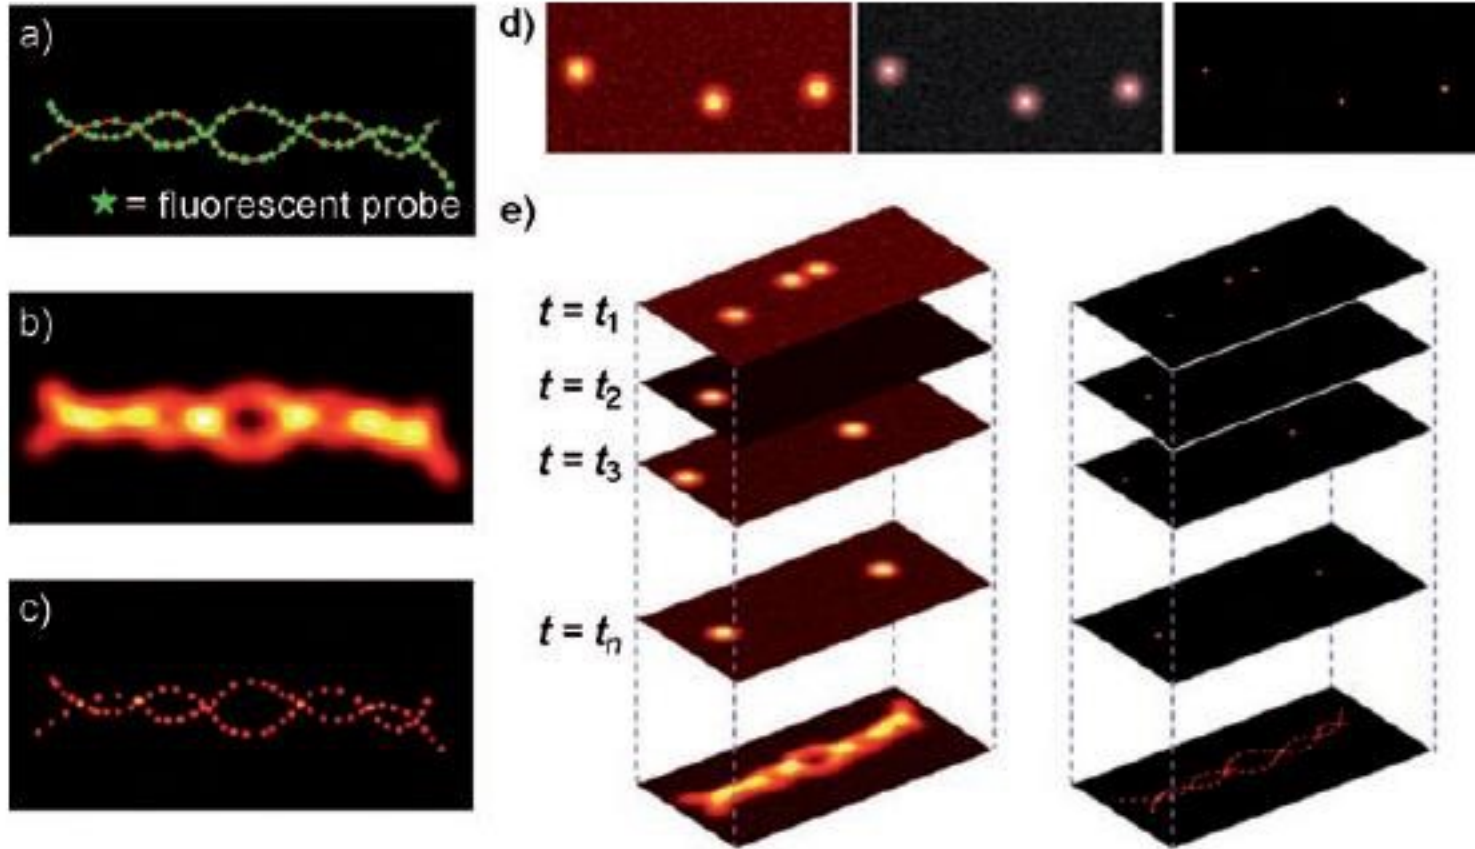 a)
★ = fluorescent probe
b)
c)
d)
e)
t = t₁
t = t₂
t = t₃
t = tₙ